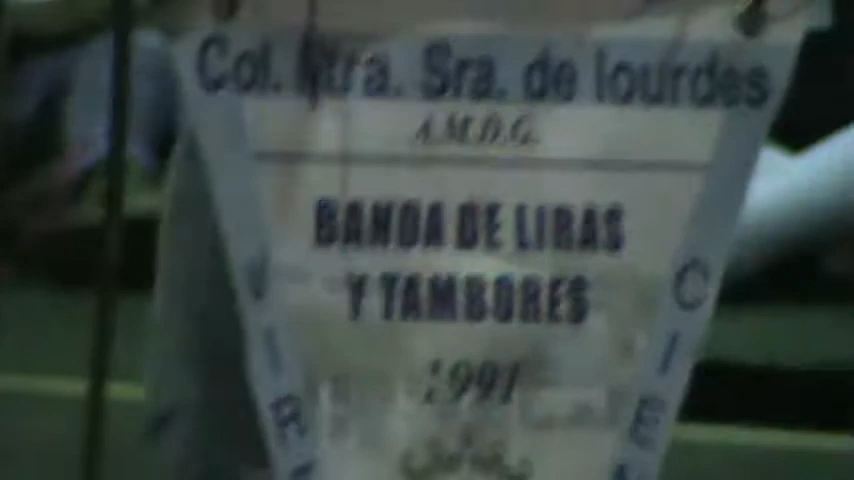 Col. Ntra. Sra. de lourdes
A.M.D.G.
BANDA DE LIRAS
Y TAMBORES
1991